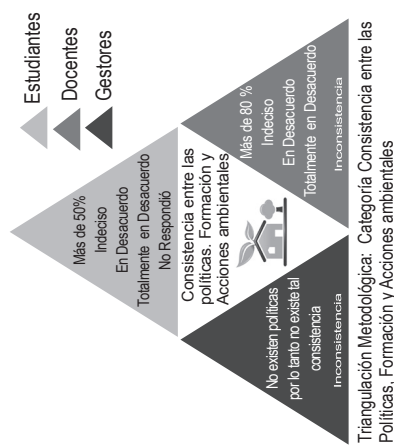 Estudiantes
Docentes
Gestores
Más de 50%
Indeciso
En Desacuerdo
Totalmente en Desacuerdo
No Respondió
Consistencia entre las
políticas. Formación y
Acciones ambientales
No existen políticas
por lo tanto no existe tal
consistencia
Inconsistencia
Más de 80 %
Indeciso
En Desacuerdo
Totalmente en Desacuerdo
Inconsistencia
Triangulación Metodológica: Categoría Consistencia entre las
Políticas, Formación y Acciones ambientales